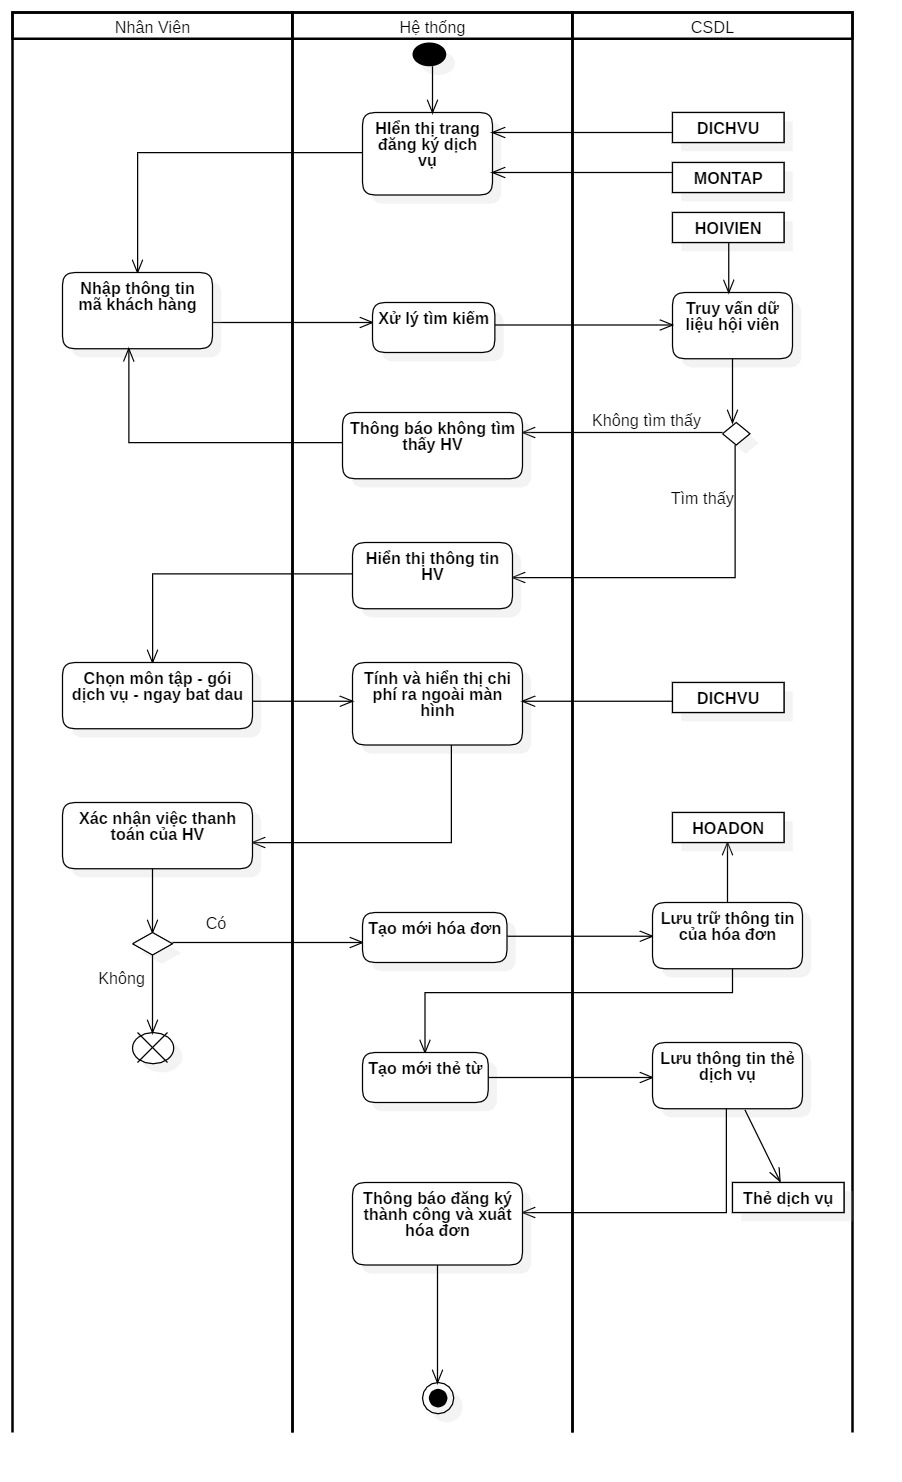 Nhân Viên
Hệ thống
CSDL
HIển thị trang
đăng ký dịch
vụ
DICHVU
MONTAP
HOIVIEN
Nhập thông tin
mã khách hàng
Xử lý tìm kiếm
Truy vấn dữ
liệu hội viên
Thông báo không tìm
thấy HV
Không tìm thấy
Tìm thấy
Hiển thị thông tin
HV
Chọn môn tập - gói
dịch vụ - ngay bat dau
Tính và hiển thị chi
phí ra ngoài màn
hình
DICHVU
Xác nhận việc thanh
toán của HV
HOADON
Có
Tạo mới hóa đơn
Lưu trữ thông tin
của hóa đơn
Không
Tạo mới thẻ từ
Lưu thông tin thẻ
dịch vụ
Thẻ dịch vụ
Thông báo đăng ký
thành công và xuất
hóa đơn